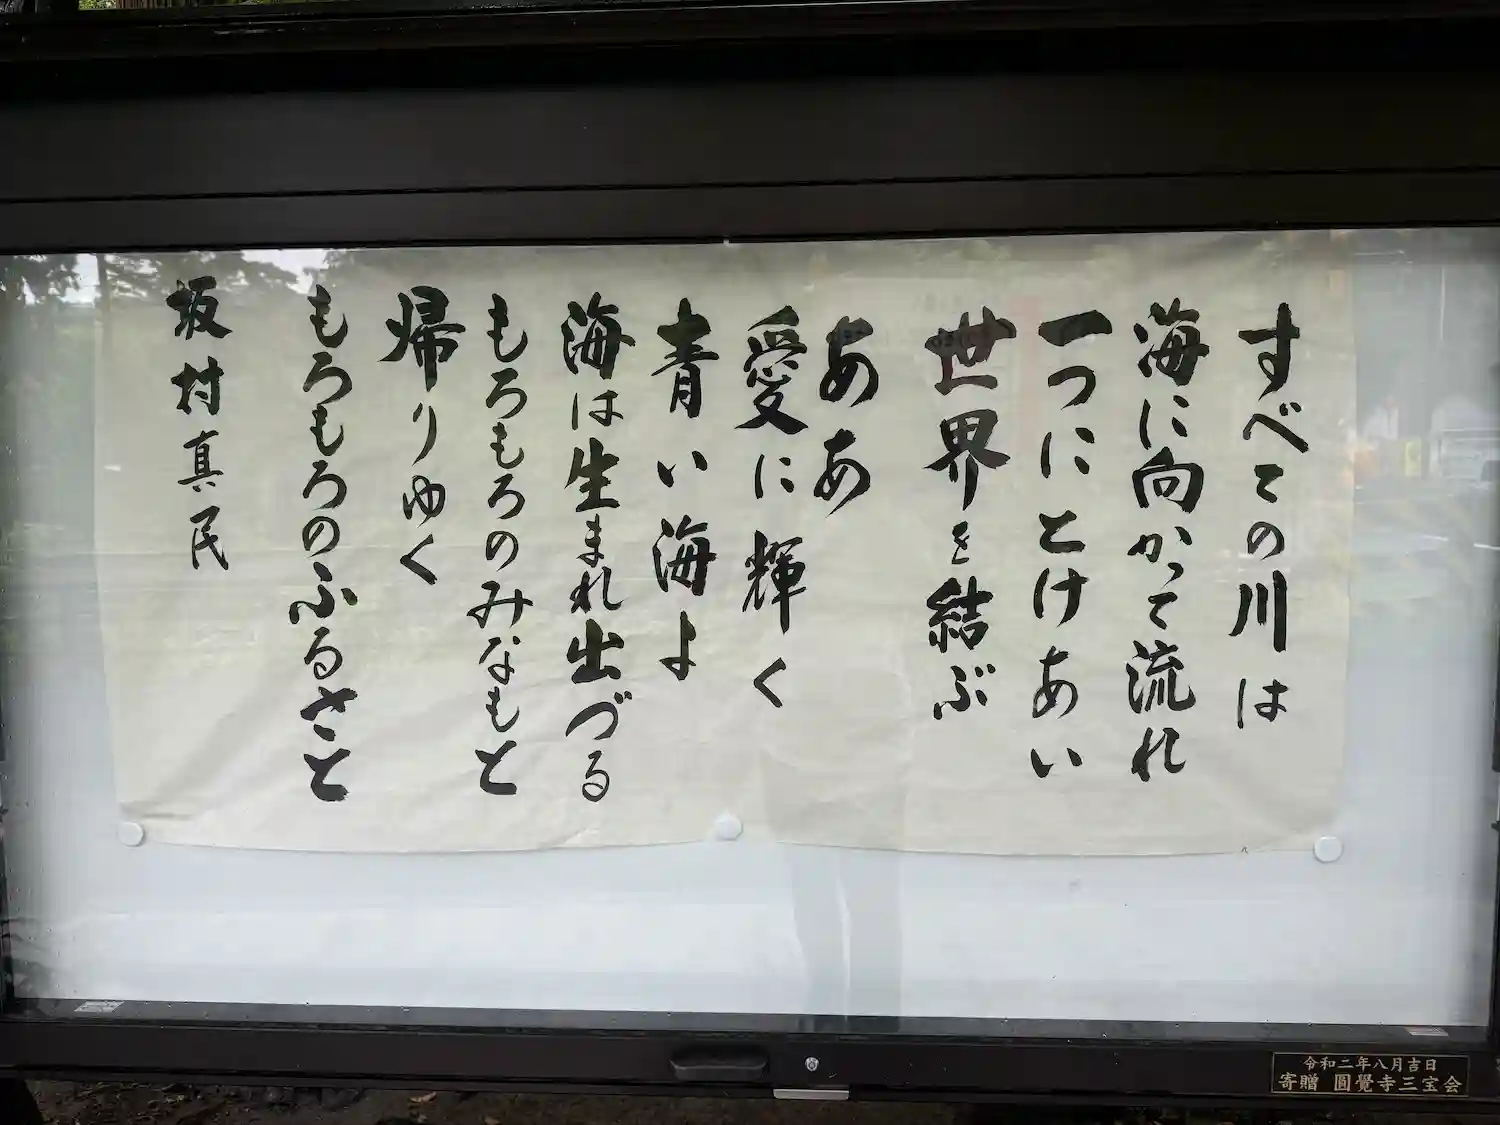 すべての川は
海に向かって流れ
一つにとけあい
世界を結ぶ
ああ
愛に輝く
青い海よ
海は生まれ出づる
もろもろのみなもと
帰りゆく
もろもろのふるさと
坂村真民
令和二年八月吉日
寄贈 圓覺寺三宝会